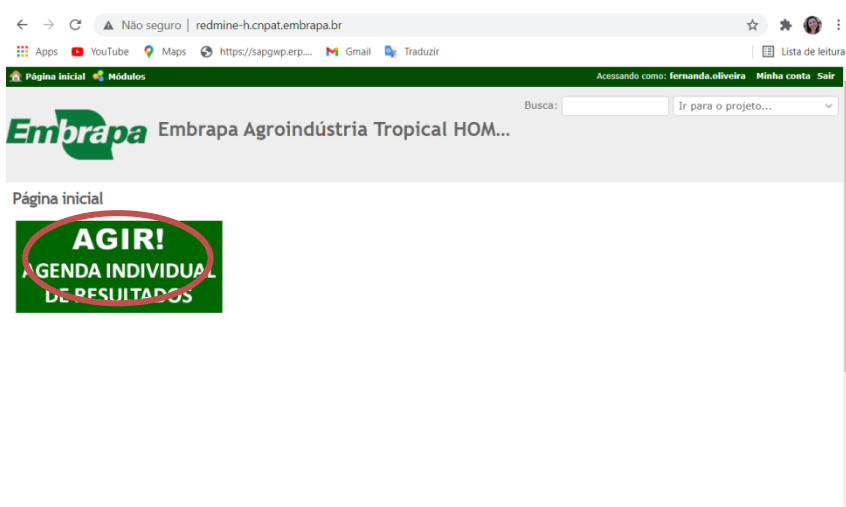 Não seguro | redmine-h.cnpat.embrapa.br
Apps YouTube Maps https://sapgwp.erp.... Gmail Traduzir Lista de leitura
Página inicial Módulos Acessando como: fernanda.oliveira Minha conta Sair
Busca: Ir para o projeto...
Embrapa Embrapa Agroindústria Tropical HOM...
Página inicial
AGIR!
AGENDA INDIVIDUAL
DE RESULTADOS